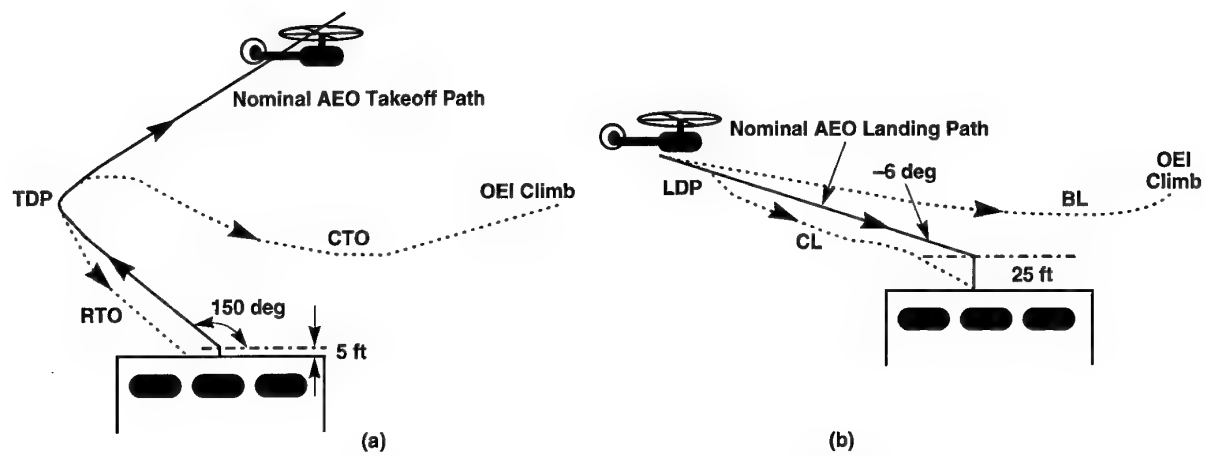 Nominal AEO Takeoff Path
TDP
OEI Climb
CTO
RTO
150 deg
5 ft
(a)
Nominal AEO Landing Path
LDP
–6 deg
OEI
Climb
BL
CL
25 ft
(b)